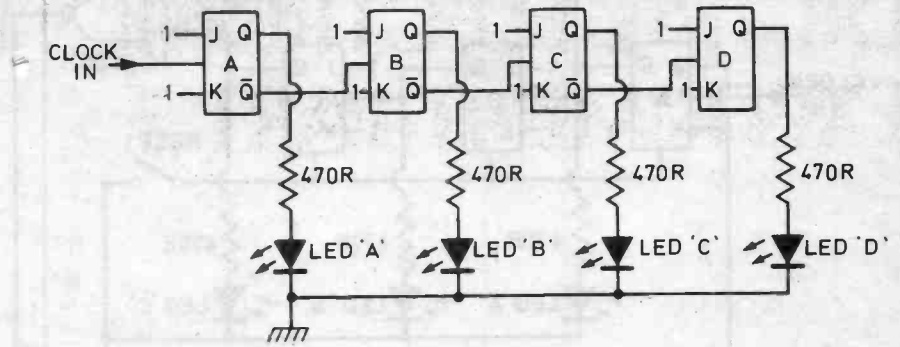 1 J Q
1 J Q
1 J Q
1 J Q
CLOCK
IN
A
B
C
D
1 K Q̅
1 K Q̅
1 K Q̅
1 K
470R
470R
470R
470R
LED 'A'
LED 'B'
LED 'C'
LED 'D'